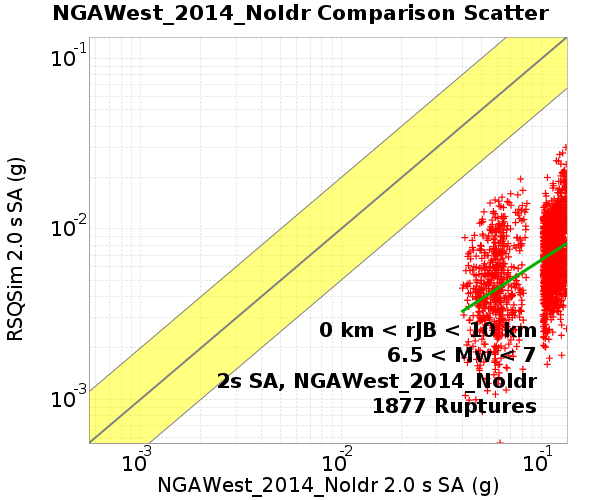 NGAWest_2014_NoIdr Comparison Scatter
10-1
10-2
10-3
RSQSim 2.0 s SA (g)
0 km < rJB < 10 km
6.5 < Mw < 7
2s SA, NGAWest_2014_NoIdr
1877 Ruptures
10-3 10-2 10-1
NGAWest_2014_NoIdr 2.0 s SA (g)